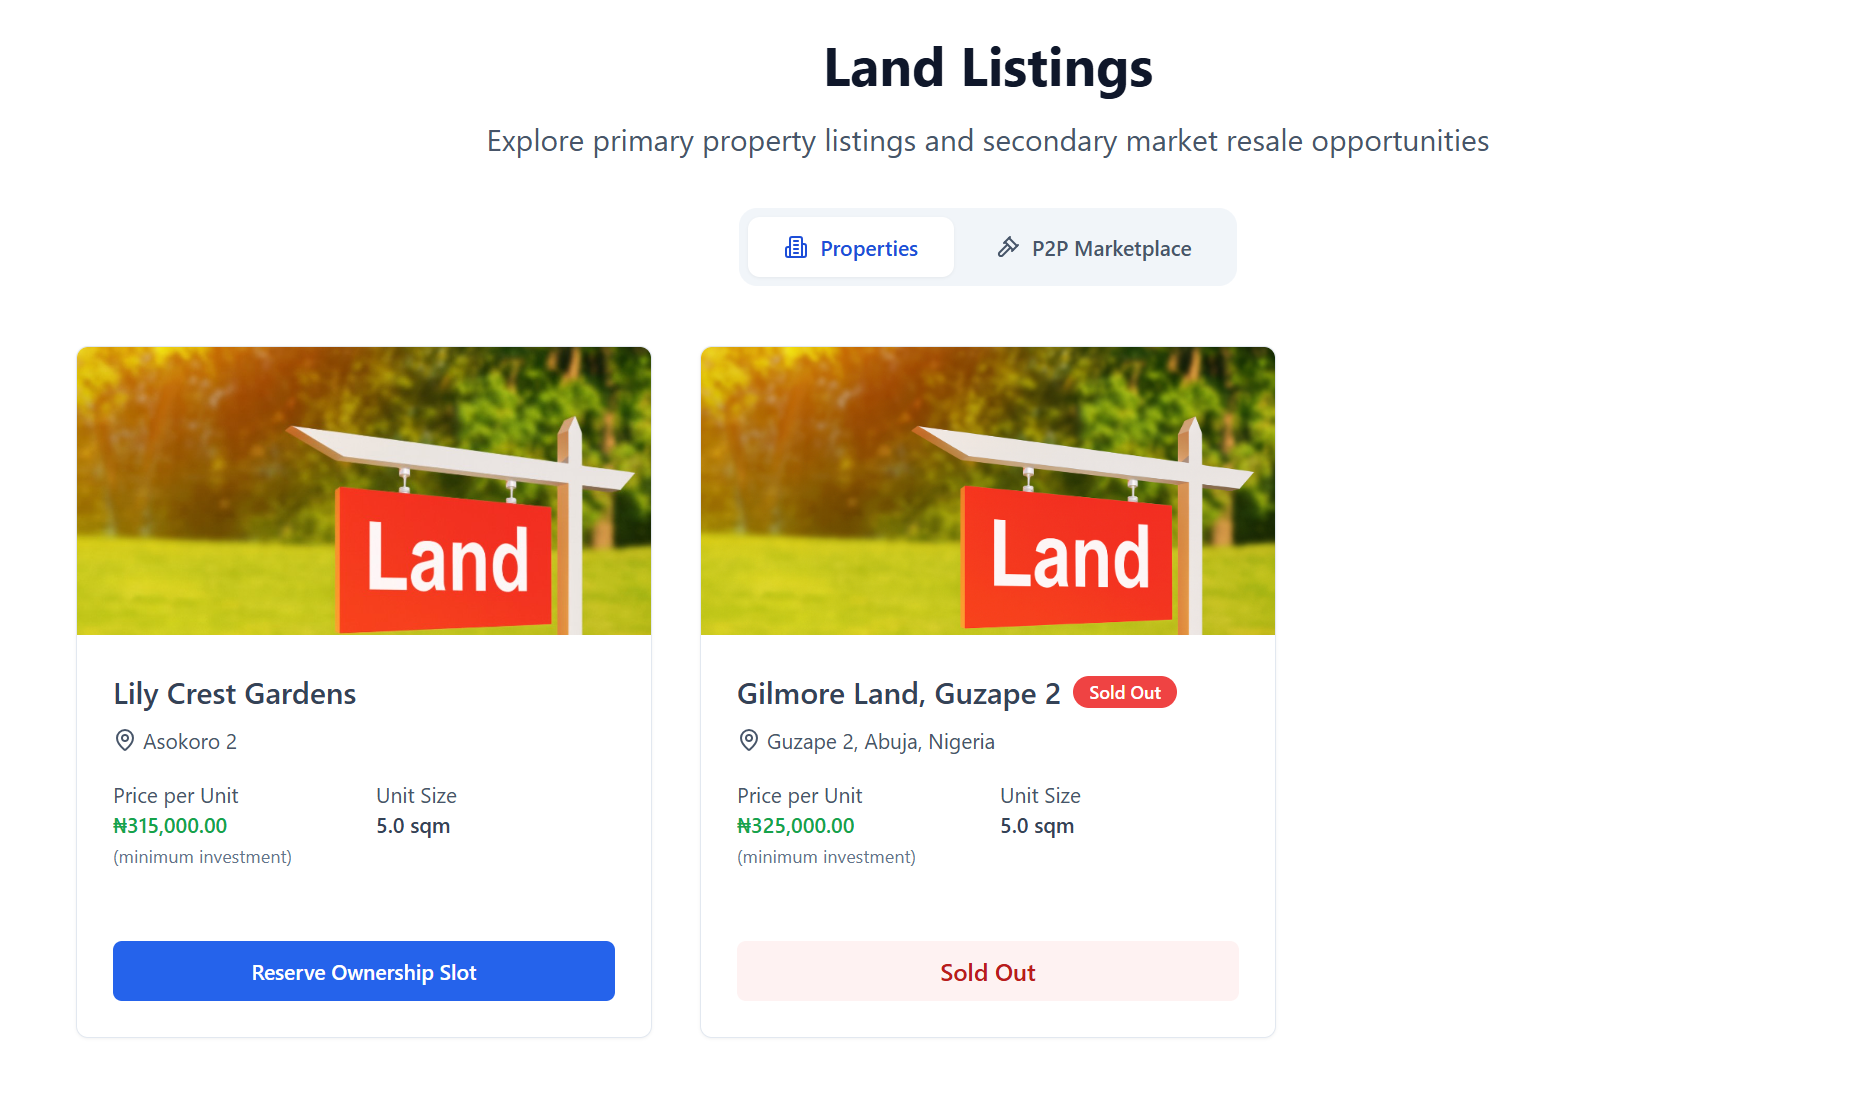 Land Listings
Explore primary property listings and secondary market resale opportunities
Properties
P2P Marketplace
Land
Lily Crest Gardens
Asokoro 2
Price per Unit
₦315,000.00
(minimum investment)
Unit Size
5.0 sqm
Reserve Ownership Slot
Land
Gilmore Land, Guzape 2
Sold Out
Guzape 2, Abuja, Nigeria
Price per Unit
₦325,000.00
(minimum investment)
Unit Size
5.0 sqm
Sold Out